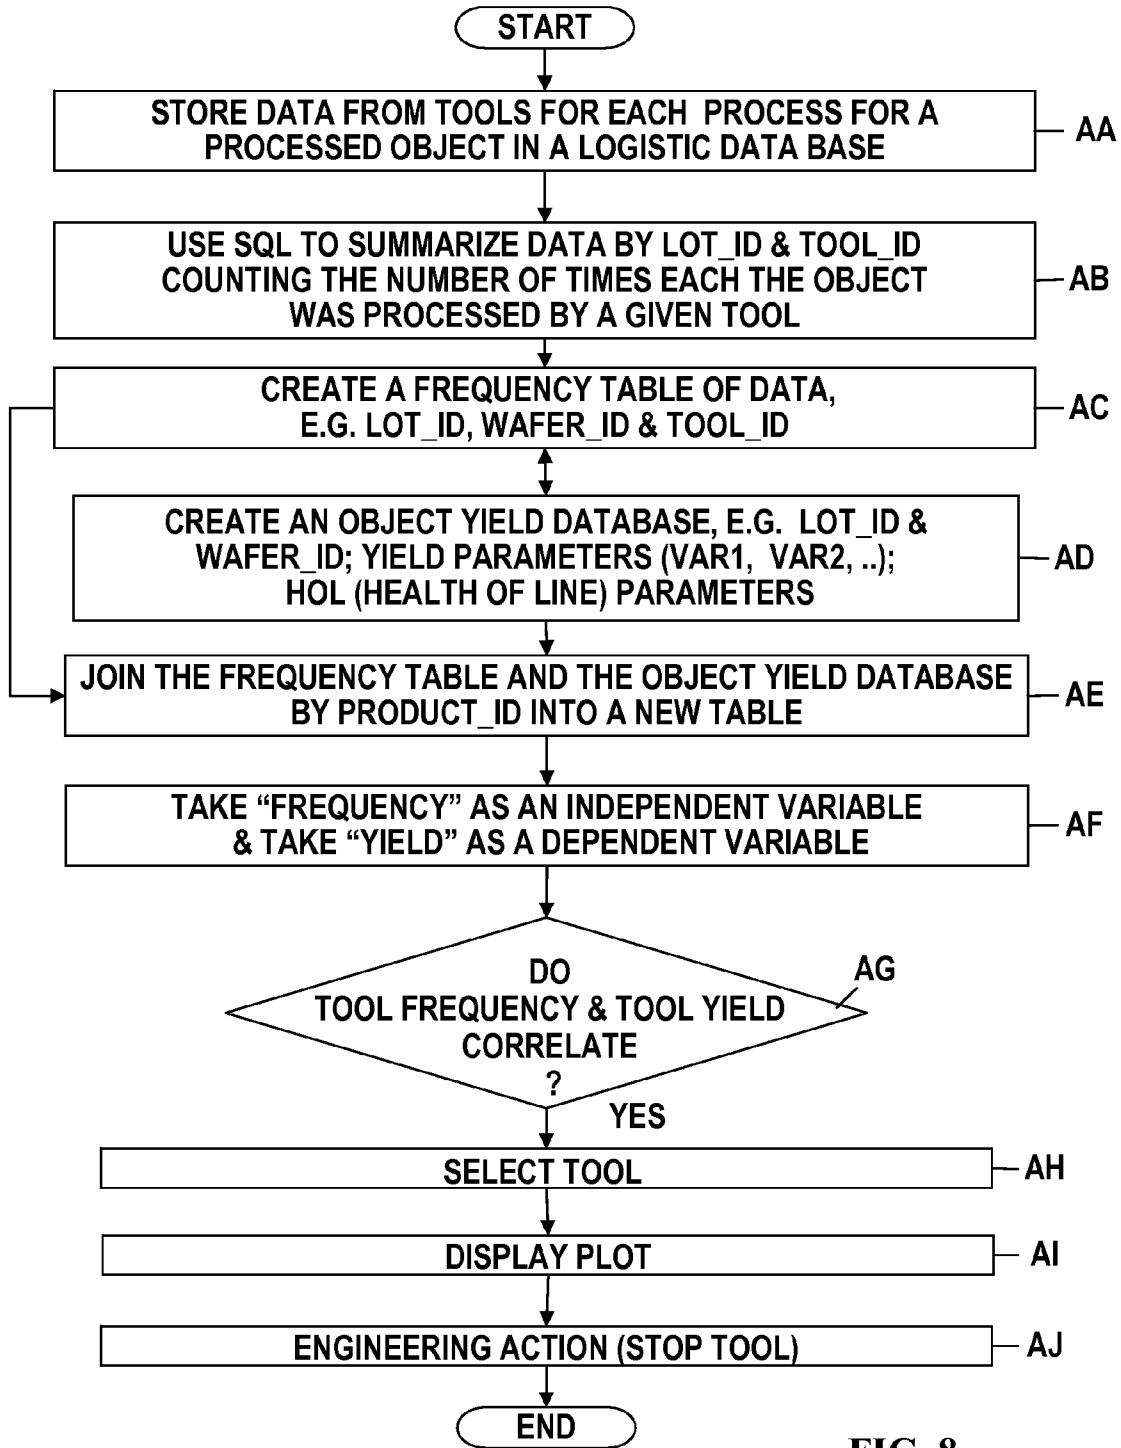 START
STORE DATA FROM TOOLS FOR EACH PROCESS FOR A
PROCESSED OBJECT IN A LOGISTIC DATA BASE
AA
USE SQL TO SUMMARIZE DATA BY LOT_ID & TOOL_ID
COUNTING THE NUMBER OF TIMES EACH THE OBJECT
WAS PROCESSED BY A GIVEN TOOL
AB
CREATE A FREQUENCY TABLE OF DATA,
E.G. LOT_ID, WAFER_ID & TOOL_ID
AC
CREATE AN OBJECT YIELD DATABASE, E.G. LOT_ID &
WAFER_ID; YIELD PARAMETERS (VAR1, VAR2, ..);
HOL (HEALTH OF LINE) PARAMETERS
AD
JOIN THE FREQUENCY TABLE AND THE OBJECT YIELD DATABASE
BY PRODUCT_ID INTO A NEW TABLE
AE
TAKE “FREQUENCY” AS AN INDEPENDENT VARIABLE
& TAKE “YIELD” AS A DEPENDENT VARIABLE
AF
DO
TOOL FREQUENCY & TOOL YIELD
CORRELATE
?
AG
YES
SELECT TOOL
AH
DISPLAY PLOT
AI
ENGINEERING ACTION (STOP TOOL)
AJ
END
FIG. 8